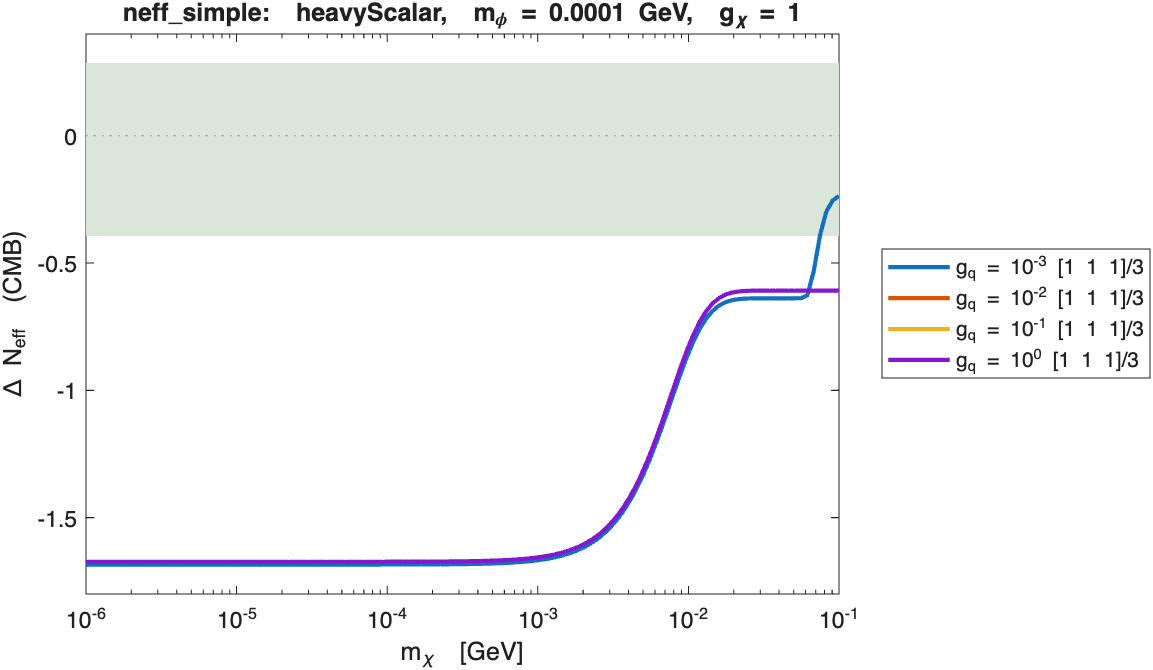 neff_simple: heavyScalar, mϕ = 0.0001 GeV, gχ = 1
0
-0.5
-1
-1.5
Δ Neff (CMB)
10-6 10-5 10-4 10-3 10-2 10-1
mχ [GeV]
gq = 10-3 [1 1 1]/3
gq = 10-2 [1 1 1]/3
gq = 10-1 [1 1 1]/3
gq = 100 [1 1 1]/3